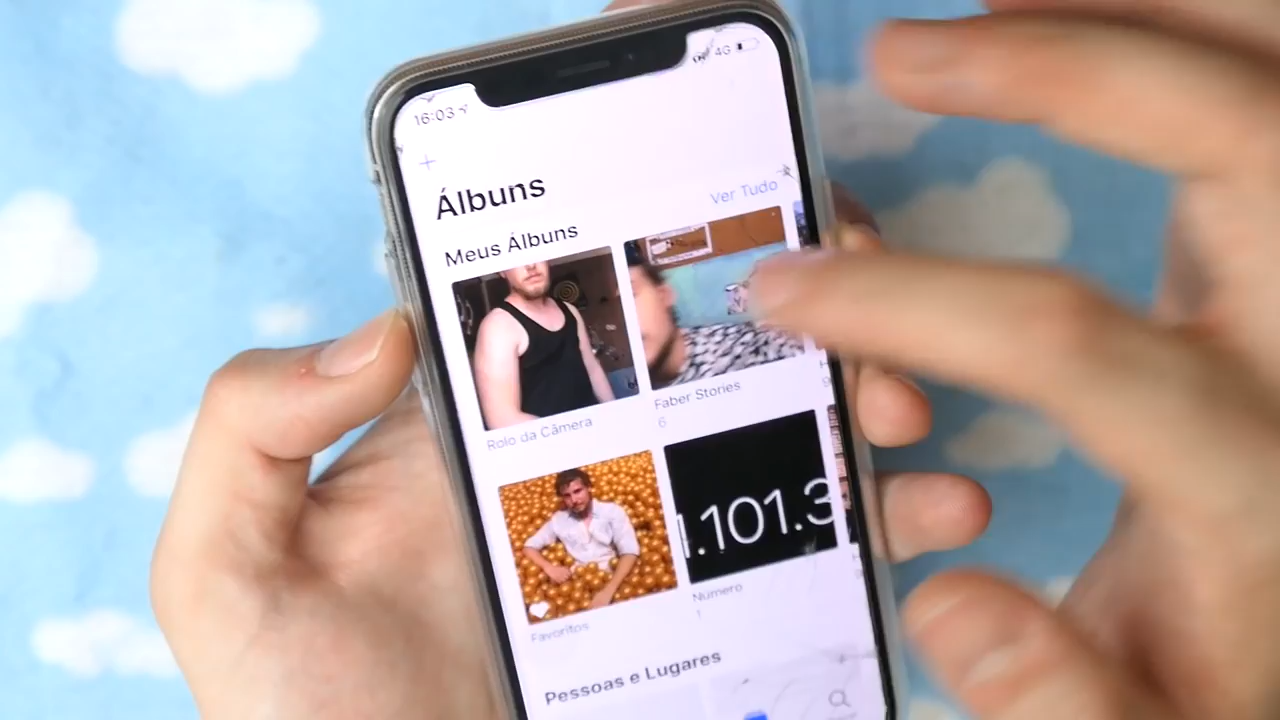 16:03
4G
+
Álbuns
Ver Tudo
Meus Álbuns
Rolo da Câmera
Faber Stories
6
1.101.3
Favoritos
Número
1
Pessoas e Lugares